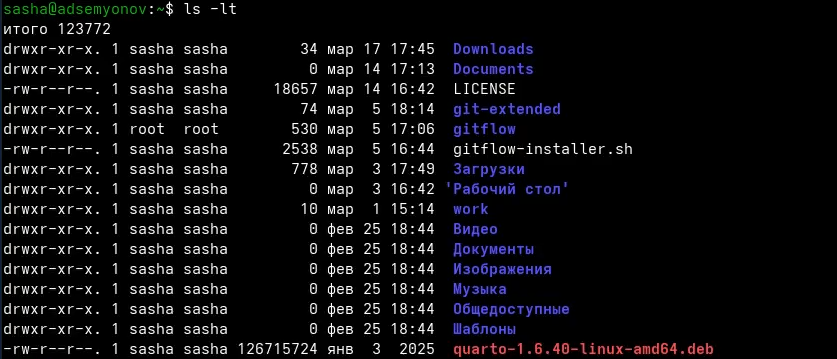 sasha@adsemyonov:~$ ls -lt
итого 123772
drwxr-xr-x. 1 sasha sasha        34 мар 17 17:45  Downloads
drwxr-xr-x. 1 sasha sasha         0 мар 14 17:13  Documents
-rw-r--r--. 1 sasha sasha     18657 мар 14 16:42  LICENSE
drwxr-xr-x. 1 sasha sasha        74 мар  5 18:14  git-extended
drwxr-xr-x. 1 root  root        530 мар  5 17:06  gitflow
-rw-r--r--. 1 sasha sasha      2538 мар  5 16:44  gitflow-installer.sh
drwxr-xr-x. 1 sasha sasha       778 мар  3 17:49  Загрузки
drwxr-xr-x. 1 sasha sasha         0 мар  3 16:42 'Рабочий стол'
drwxr-xr-x. 1 sasha sasha        10 мар  1 15:14  work
drwxr-xr-x. 1 sasha sasha         0 фев 25 18:44  Видео
drwxr-xr-x. 1 sasha sasha         0 фев 25 18:44  Документы
drwxr-xr-x. 1 sasha sasha         0 фев 25 18:44  Изображения
drwxr-xr-x. 1 sasha sasha         0 фев 25 18:44  Музыка
drwxr-xr-x. 1 sasha sasha         0 фев 25 18:44  Общедоступные
drwxr-xr-x. 1 sasha sasha         0 фев 25 18:44  Шаблоны
-rw-r--r--. 1 sasha sasha 126715724 янв  3  2025  quarto-1.6.40-linux-amd64.deb